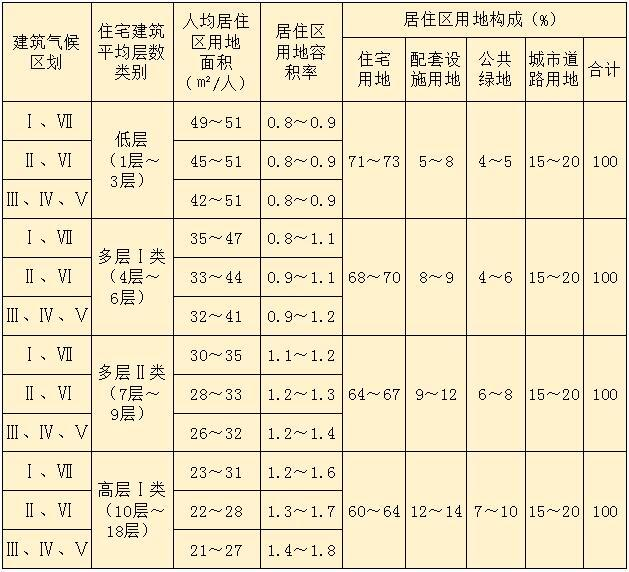 建筑气候区划 住宅建筑平均层数类别 人均居住区用地面积（㎡/人） 居住区用地容积率 居住区用地构成（%）
住宅用地 配套设施用地 公共绿地 城市道路用地 合计
Ⅰ、Ⅶ 低层（1层～3层） 49～51 0.8～0.9 71～73 5～8 4～5 15～20 100
Ⅱ、Ⅵ 45～51 0.8～0.9
Ⅲ、Ⅳ、Ⅴ 42～51 0.8～0.9
Ⅰ、Ⅶ 多层Ⅰ类（4层～6层） 35～47 0.8～1.1 68～70 8～9 4～6 15～20 100
Ⅱ、Ⅵ 33～44 0.9～1.1
Ⅲ、Ⅳ、Ⅴ 32～41 0.9～1.2
Ⅰ、Ⅶ 多层Ⅱ类（7层～9层） 30～35 1.1～1.2 64～67 9～12 6～8 15～20 100
Ⅱ、Ⅵ 28～33 1.2～1.3
Ⅲ、Ⅳ、Ⅴ 26～32 1.2～1.4
Ⅰ、Ⅶ 高层Ⅰ类（10层～18层） 23～31 1.2～1.6 60～64 12～14 7～10 15～20 100
Ⅱ、Ⅵ 22～28 1.3～1.7
Ⅲ、Ⅳ、Ⅴ 21～27 1.4～1.8